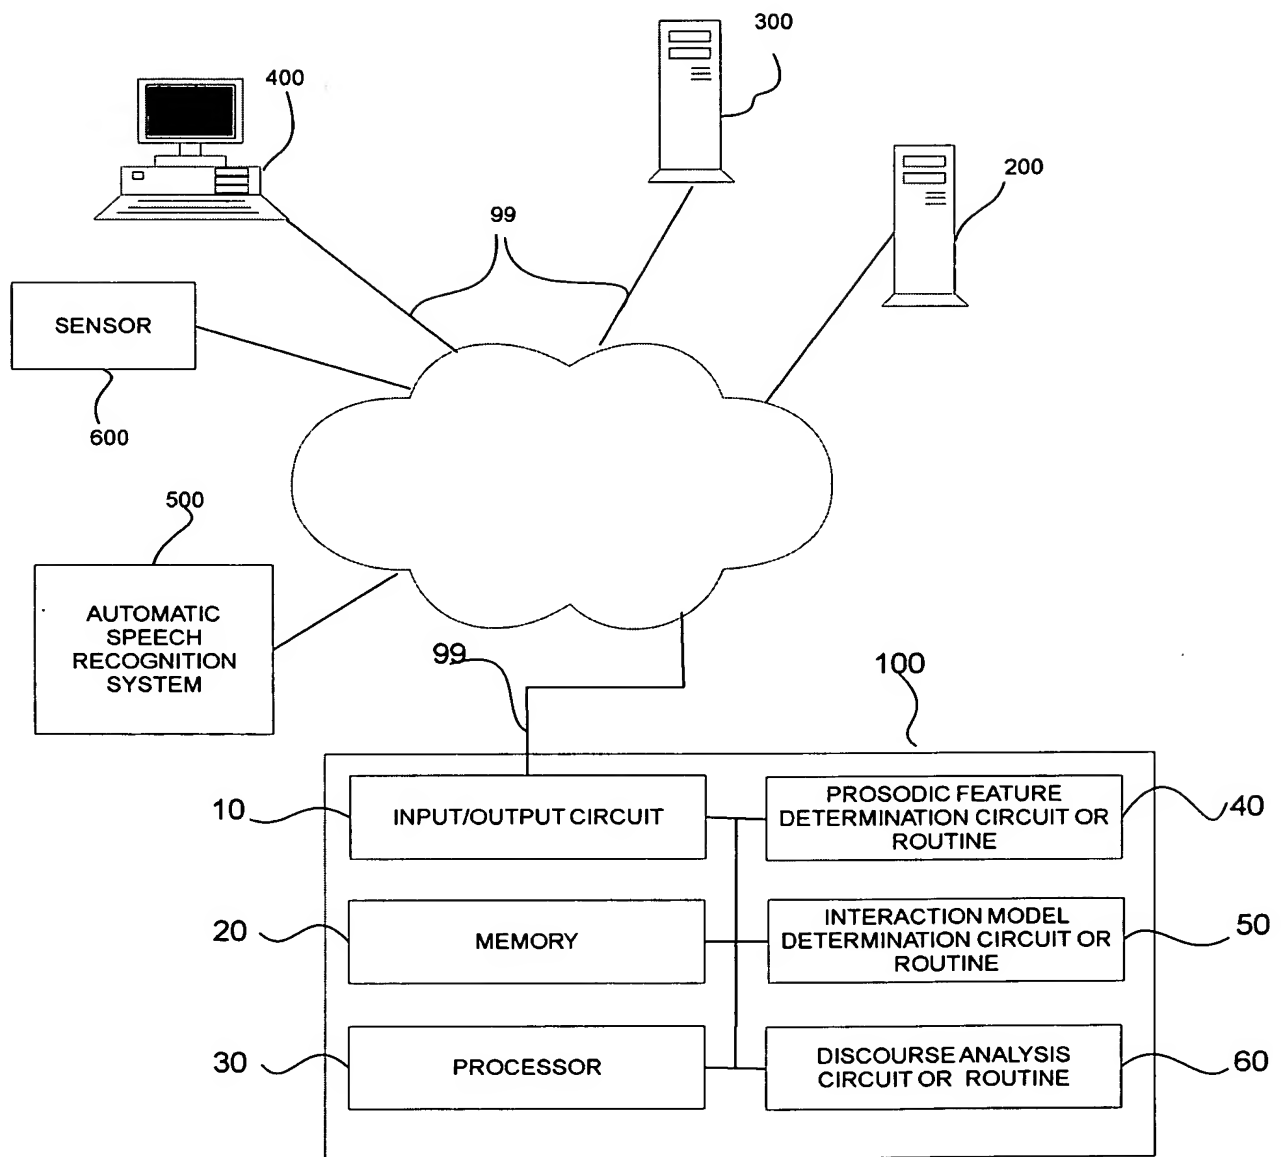 300
400
200
99
SENSOR
600
500
AUTOMATIC
SPEECH
RECOGNITION
SYSTEM
99
100
10
INPUT/OUTPUT CIRCUIT
PROSODIC FEATURE
DETERMINATION CIRCUIT OR
ROUTINE
40
20
MEMORY
INTERACTION MODEL
DETERMINATION CIRCUIT OR
ROUTINE
50
30
PROCESSOR
DISCOURSE ANALYSIS
CIRCUIT OR ROUTINE
60